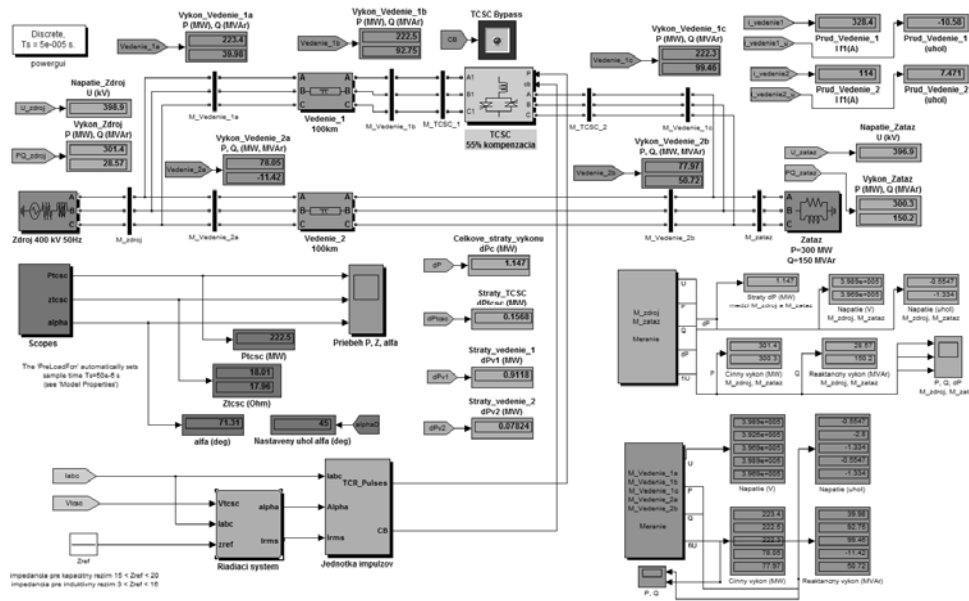 Discrete,
Ts = 5e-005 s.
powergui
Vykon_Vedenie_1a
P (MW), Q (MVAr)
Vedenie_1a
223.4
39.98
Vykon_Vedenie_1b
P (MW), Q (MVAr)
Vedenie_1b
222.5
92.75
TCSC Bypass
CB
Vykon_Vedenie_1c
P (MW), Q (MVAr)
Vedenie_1c
222.3
99.46
I_vedenie1
328.4
-10.58
I_vedenie1_u
Prud_Vedenie_1
I f1(A)
Prud_Vedenie_1
(uhol)
I_vedenie2
114
7.471
I_vedenie2_u
Prud_Vedenie_2
I f1(A)
Prud_Vedenie_2
(uhol)
Napatie_Zdroj
U (kV)
U_zdroj
398.9
Vykon_Zdroj
P (MW), Q (MVAr)
PQ_zdroj
301.4
28.57
M_Vedenie_1a
A
B
C
A
B
C
Vedenie_1
100km
M_Vedenie_1b
M_TCSC_1
A1
B1
C1
P
cB
A
B
C
TCSC
55% kompenzacia
M_TCSC_2
M_Vedenie_1c
Napatie_Zataz
U (kV)
U_zataz
396.9
PQ_zataz
Vykon_Zataz
P (MW), Q (MVAr)
300.3
150.2
Vykon_Vedenie_2a
P, Q, (MW, MVAr)
Vedenie_2a
78.05
-11.42
Vykon_Vedenie_2b
P, Q, (MW, MVAr)
Vedenie_2b
77.97
50.72
A
B
C
Zdroj 400 kV 50Hz
M_zdroj
M_Vedenie_2a
A
B
C
A
B
C
Vedenie_2
100km
M_Vedenie_2b
M_zataz
A
B
C
Zataz
P=300 MW
Q=150 MVAr
Celkove_straty_vykonu
dPc (MW)
dP
1.147
Straty_TCSC
dPtcsc (MW)
dPtcsc
0.1568
Straty_vedenie_1
dPv1 (MW)
dPv1
0.9118
Straty_vedenie_2
dPv2 (MW)
dPv2
0.07824
Ptcsc
ztcsc
alpha
Scopes
Priebeh P, Z, alfa
222.5
Ptcsc
(MW)
The 'PreLoadFcn' automatically sets
sample time Ts=50e-6 s
(see 'Model Properties')
18.01
17.96
Ztcsc (Ohm)
71.31
alfa (deg)
45
alphaD
Nastaveny uhol alfa (deg)
M_zdroj
M_zataz
Meranie
U
P
Q
dP
fiU
dP
1.147
Straty dP (MW)
medzi M_zdroj a M_zataz
3.989e+005
3.969e+005
Napatie (V)
M_zdroj, M_zataz
-0.5547
-1.334
Napatie (uhol)
M_zdroj, M_zataz
P
301.4
300.3
Cinny vykon (MW)
M_zdroj, M_zataz
Q
28.57
150.2
Reaktancny vykon (MVAr)
M_zdroj, M_zataz
P, Q, dP
M_zdroj, M_zataz
Iabc
Vtcsc
Zref
Vtcsc
Iabc
zref
alpha
Irms
Riadiaci system
Iabc
Alpha
Irms
TCR_Pulses
CB
Jednotka impulzov
impedancia pre kapacitny rezim 15 < Zref < 20
impedancia pre induktivny rezim 3 < Zref < 16
M_Vedenie_1a
M_Vedenie_1b
M_Vedenie_1c
M_Vedenie_2a
M_Vedenie_2b
Meranie
U
P
Q
fiU
P, Q
3.989e+005
3.926e+005
3.969e+005
3.989e+005
3.969e+005
Napatie (V)
-0.5547
-2.8
-1.334
-0.5547
-1.334
Napatie (uhol)
223.4
222.5
222.3
78.05
77.97
Cinny vykon (MW)
39.98
92.75
99.46
-11.42
50.72
Reaktancny vykon (MVAr)